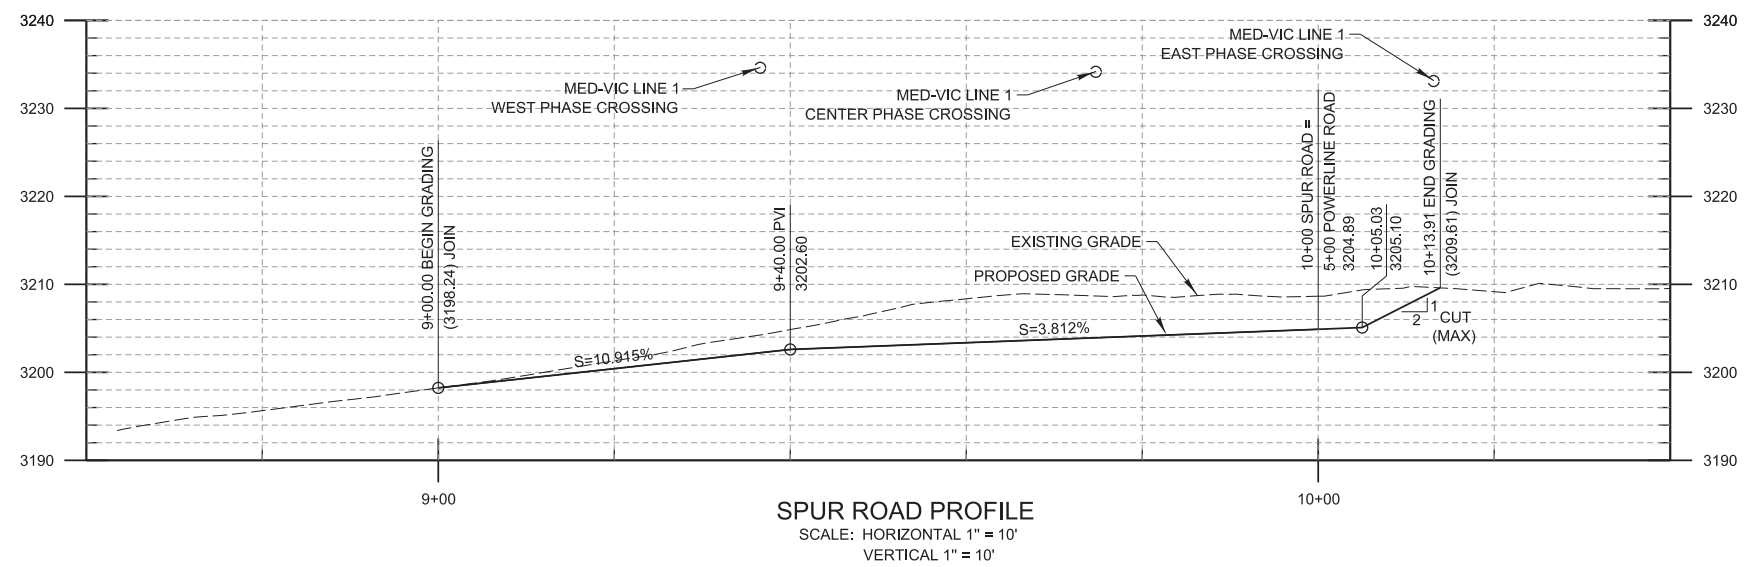 3240
3230
3220
3210
3200
3190
3240
3230
3220
3210
3200
3190
MED-VIC LINE 1
WEST PHASE CROSSING
MED-VIC LINE 1
CENTER PHASE CROSSING
MED-VIC LINE 1
EAST PHASE CROSSING
9+00.00 BEGIN GRADING
(3198.24) JOIN
9+40.00 PVI
3202.60
EXISTING GRADE
PROPOSED GRADE
10+00 SPUR ROAD =
5+00 POWERLINE ROAD
3204.89
10+05.03
3205.10
10+13.91 END GRADING
(3209.61) JOIN
S=10.915%
S=3.812%
1
2
CUT
(MAX)
9+00
10+00
SPUR ROAD PROFILE
SCALE: HORIZONTAL 1" = 10'
VERTICAL 1" = 10'